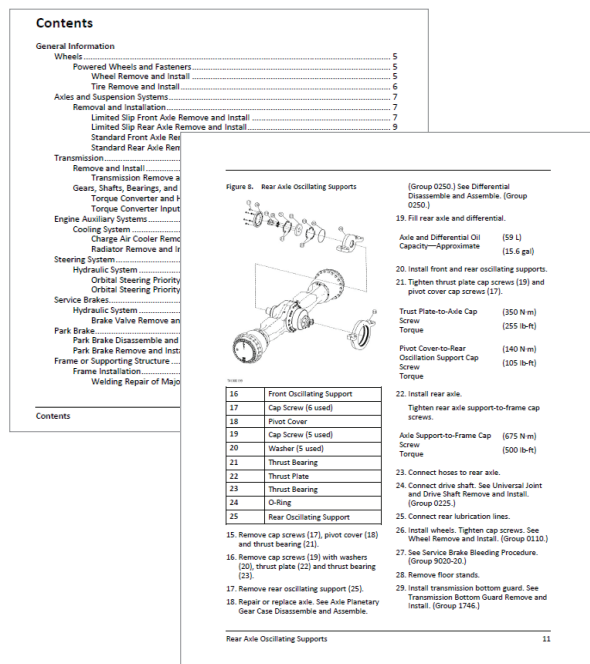 Contents
General Information
Wheels 5
Powered Wheels and Fasteners 5
Wheel Remove and Install 5
Tire Remove and Install 6
Axles and Suspension Systems 7
Removal and Installation 7
Limited Slip Front Axle Remove and Install 7
Limited Slip Rear Axle Remove and Install 9
Standard Front Axle
Standard Rear Axle
Transmission
Remove and Install
Transmission Remove
Gears, Shafts, Bearings, and
Torque Converter and
Torque Converter Input
Engine Auxiliary Systems
Cooling System
Charge Air Cooler
Radiator Remove and
Steering System
Hydraulic System
Orbital Steering Priority
Orbital Steering Priority
Service Brakes
Hydraulic System
Brake Valve Remove
Park Brake
Park Brake Disassemble and
Park Brake Remove and
Frame or Supporting Structure
Frame Installation
Welding Repair of
Contents
Figure 8. Rear Axle Oscillating Supports
16 Front Oscillating Support
17 Cap Screw (6 used)
18 Pivot Cover
19 Cap Screw (5 used)
20 Washer (5 used)
21 Thrust Bearing
22 Thrust Plate
23 Thrust Bearing
24 O-Ring
25 Rear Oscillating Support
15. Remove cap screws (17), pivot cover (18)
and thrust bearing (21).
16. Remove cap screws (19) with washers
(20), thrust plate (22) and thrust bearing
(23).
17. Remove rear oscillating support (25).
18. Repair or replace axle. See Axle Planetary
Gear Case Disassemble and Assemble.
(Group 0250.) See Differential
Disassemble and Assemble. (Group
0250.)
19. Fill rear axle and differential.
Axle and Differential Oil (59 L)
Capacity—Approximate
(15.6 gal)
20. Install front and rear oscillating supports.
21. Tighten thrust plate cap screws (19) and
pivot cover cap screws (17).
Trust Plate-to-Axle Cap (350 N·m)
Screw
Torque (255 lb-ft)
Pivot Cover-to-Rear (140 N·m)
Oscillation Support Cap
Screw (105 lb-ft)
Torque
22. Install rear axle.
Tighten rear axle support-to-frame cap
screws.
Axle Support-to-Frame Cap (675 N·m)
Screw
Torque (500 lb-ft)
23. Connect hoses to rear axle.
24. Connect drive shaft. See Universal Joint
and Drive Shaft Remove and Install.
(Group 0225.)
25. Connect rear lubrication lines.
26. Install wheels. Tighten cap screws. See
Wheel Remove and Install. (Group 0110.)
27. See Service Brake Bleeding Procedure.
(Group 9020-20.)
28. Remove floor stands.
29. Install transmission bottom guard. See
Transmission Bottom Guard Remove and
Install. (Group 1746.)
Rear Axle Oscillating Supports 11